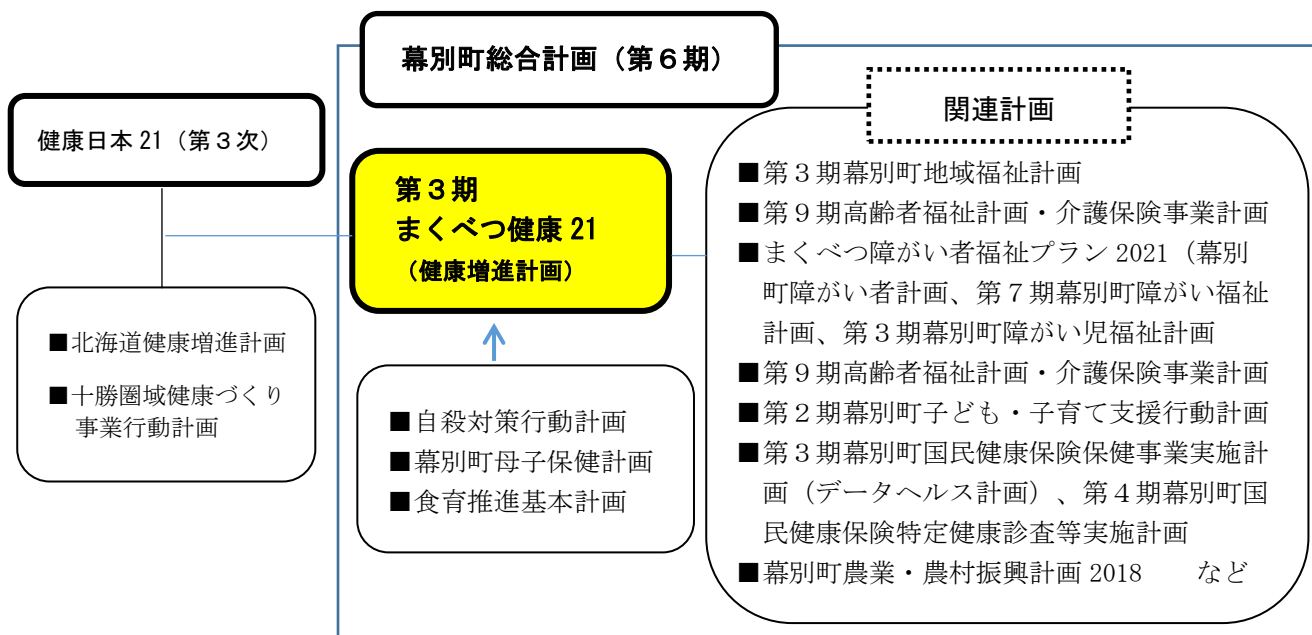 幕別町総合計画（第６期）
健康日本 21（第３次）
■北海道健康増進計画
■十勝圏域健康づくり
事業行動計画
第３期
まくべつ健康 21
（健康増進計画）
■自殺対策行動計画
■幕別町母子保健計画
■食育推進基本計画
関連計画
■第３期幕別町地域福祉計画
■第９期高齢者福祉計画・介護保険事業計画
■まくべつ障がい者福祉プラン 2021（幕別
町障がい者計画、第７期幕別町障がい福祉
計画、第３期幕別町障がい児福祉計画
■第９期高齢者福祉計画・介護保険事業計画
■第２期幕別町子ども・子育て支援行動計画
■第３期幕別町国民健康保険保健事業実施計
画（データヘルス計画）、第４期幕別町国
民健康保険特定健康診査等実施計画
■幕別町農業・農村振興計画 2018　　など